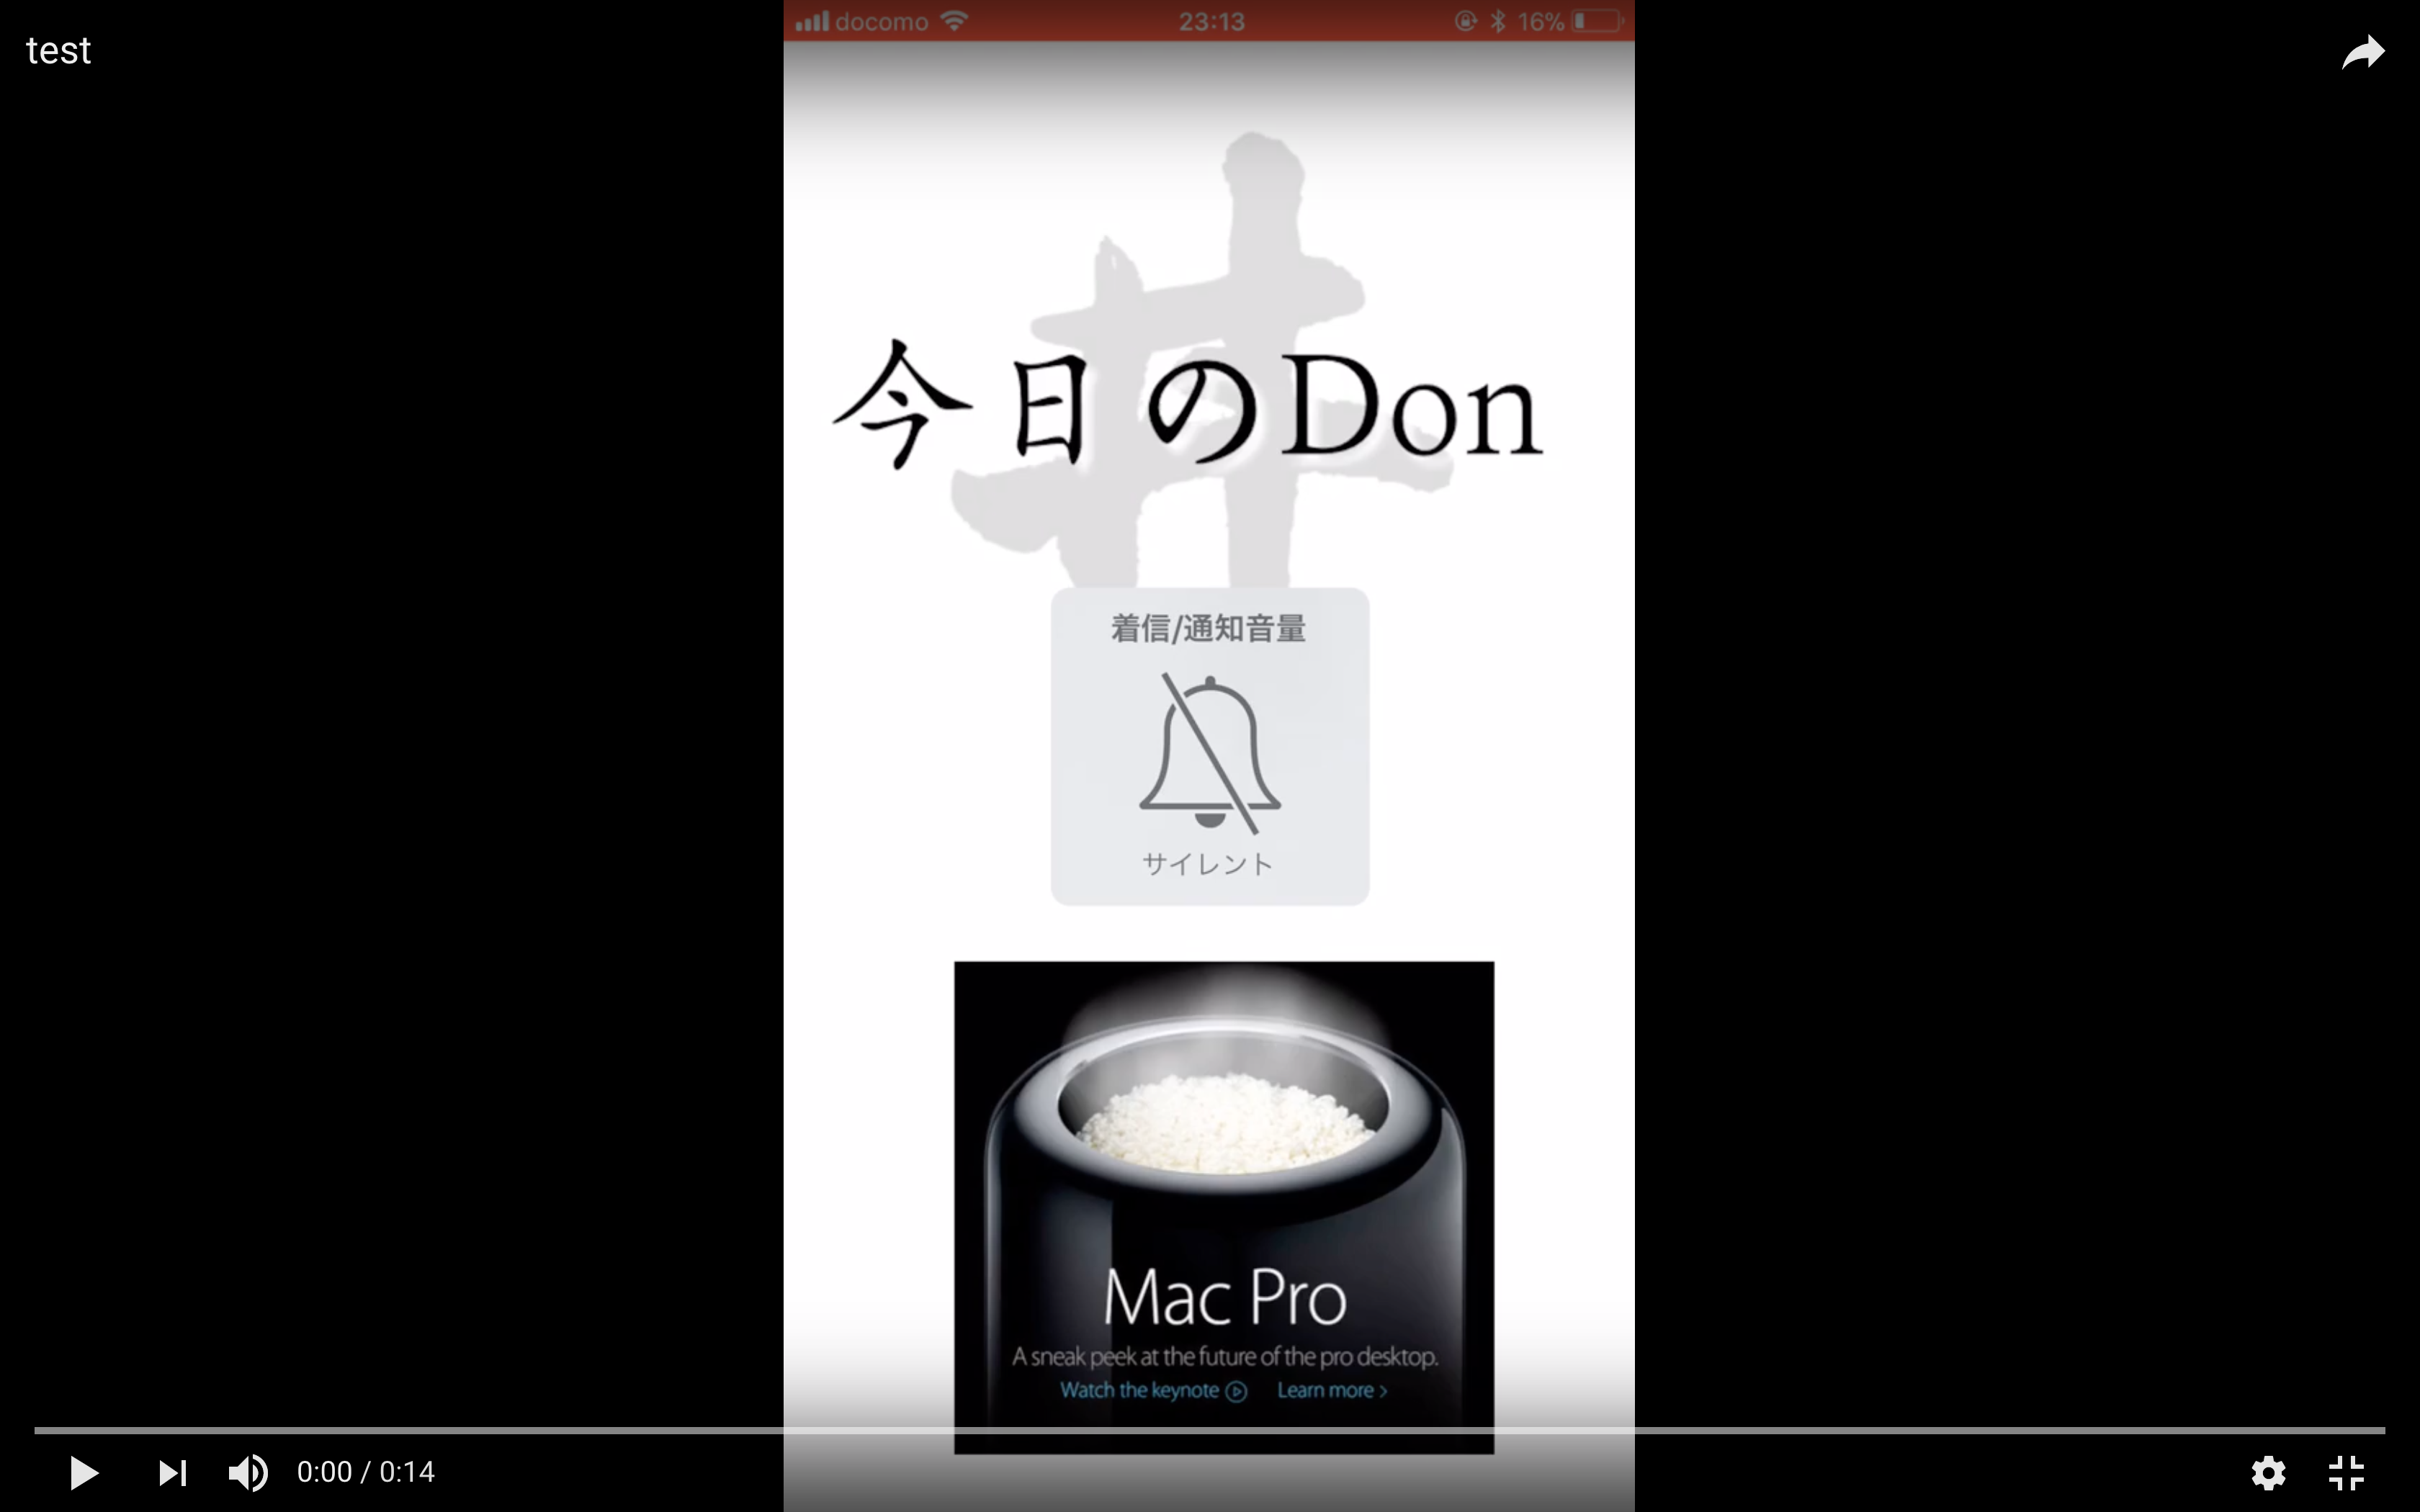 test
docomo 23:13 16%
今日のDon
着信/通知音量
サイレント
Mac Pro
A sneak peek at the future of the pro desktop.
Watch the keynote Learn more >
0:00 / 0:14